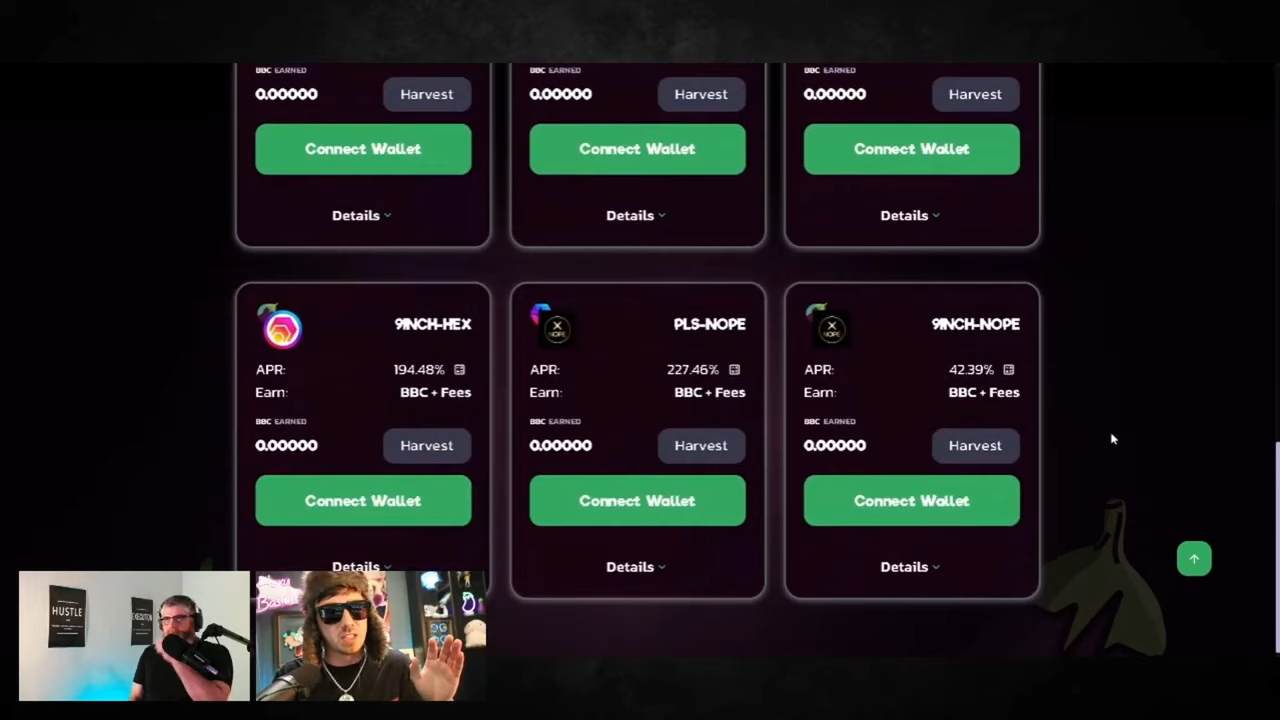 BBC EARNED BBC EARNED BBC EARNED
0.00000 Harvest 0.00000 Harvest 0.00000 Harvest
Connect Wallet Connect Wallet Connect Wallet
Details Details Details
9INCH-HEX PLS-NOPE 9INCH-NOPE
APR: 194.48% APR: 227.46% APR: 42.39%
Earn: BBC + Fees Earn: BBC + Fees Earn: BBC + Fees
BBC EARNED BBC EARNED BBC EARNED
0.00000 Harvest 0.00000 Harvest 0.00000 Harvest
Connect Wallet Connect Wallet Connect Wallet
Details Details Details
HUSTLE
EXECUTION